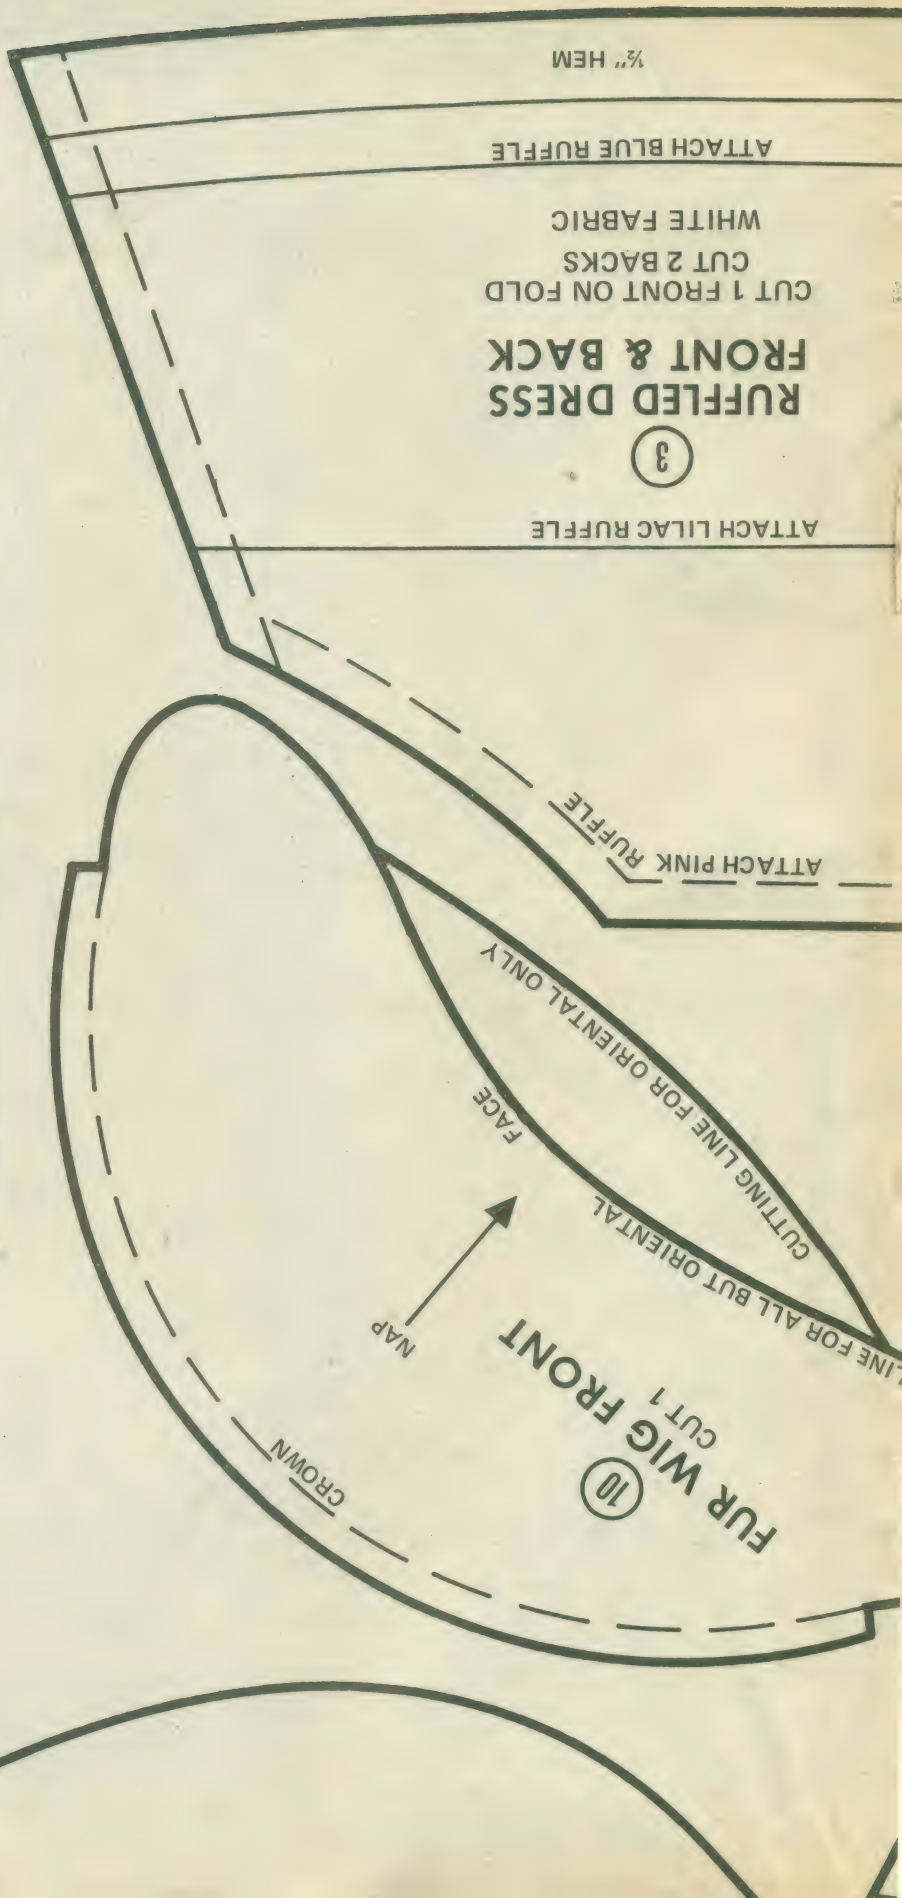 10
FUR WIG FRONT
CUT 1
CROWN
NAP
LINE FOR ALL BUT ORIENTAL
FACE
CUTTING LINE FOR ORIENTAL ONLY
ATTACH PINK RUFFLE
ATTACH LILAC RUFFLE
3
RUFFLED DRESS
FRONT & BACK
CUT 1 FRONT ON FOLD
CUT 2 BACKS
WHITE FABRIC
ATTACH BLUE RUFFLE
½" HEM